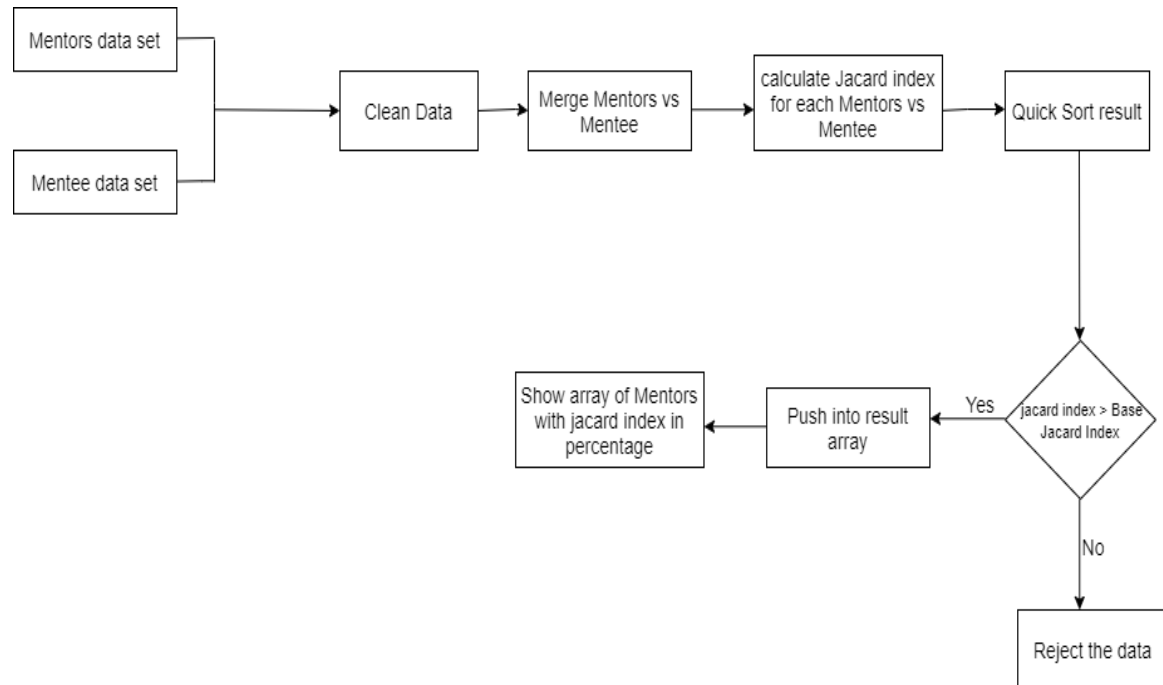 Mentors data set
Mentee data set
Clean Data
Merge Mentors vs
Mentee
calculate Jacard index
for each Mentors vs
Mentee
Quick Sort result
jacard index > Base
Jacard Index
Yes
Push into result
array
Show array of Mentors
with jacard index in
percentage
No
Reject the data